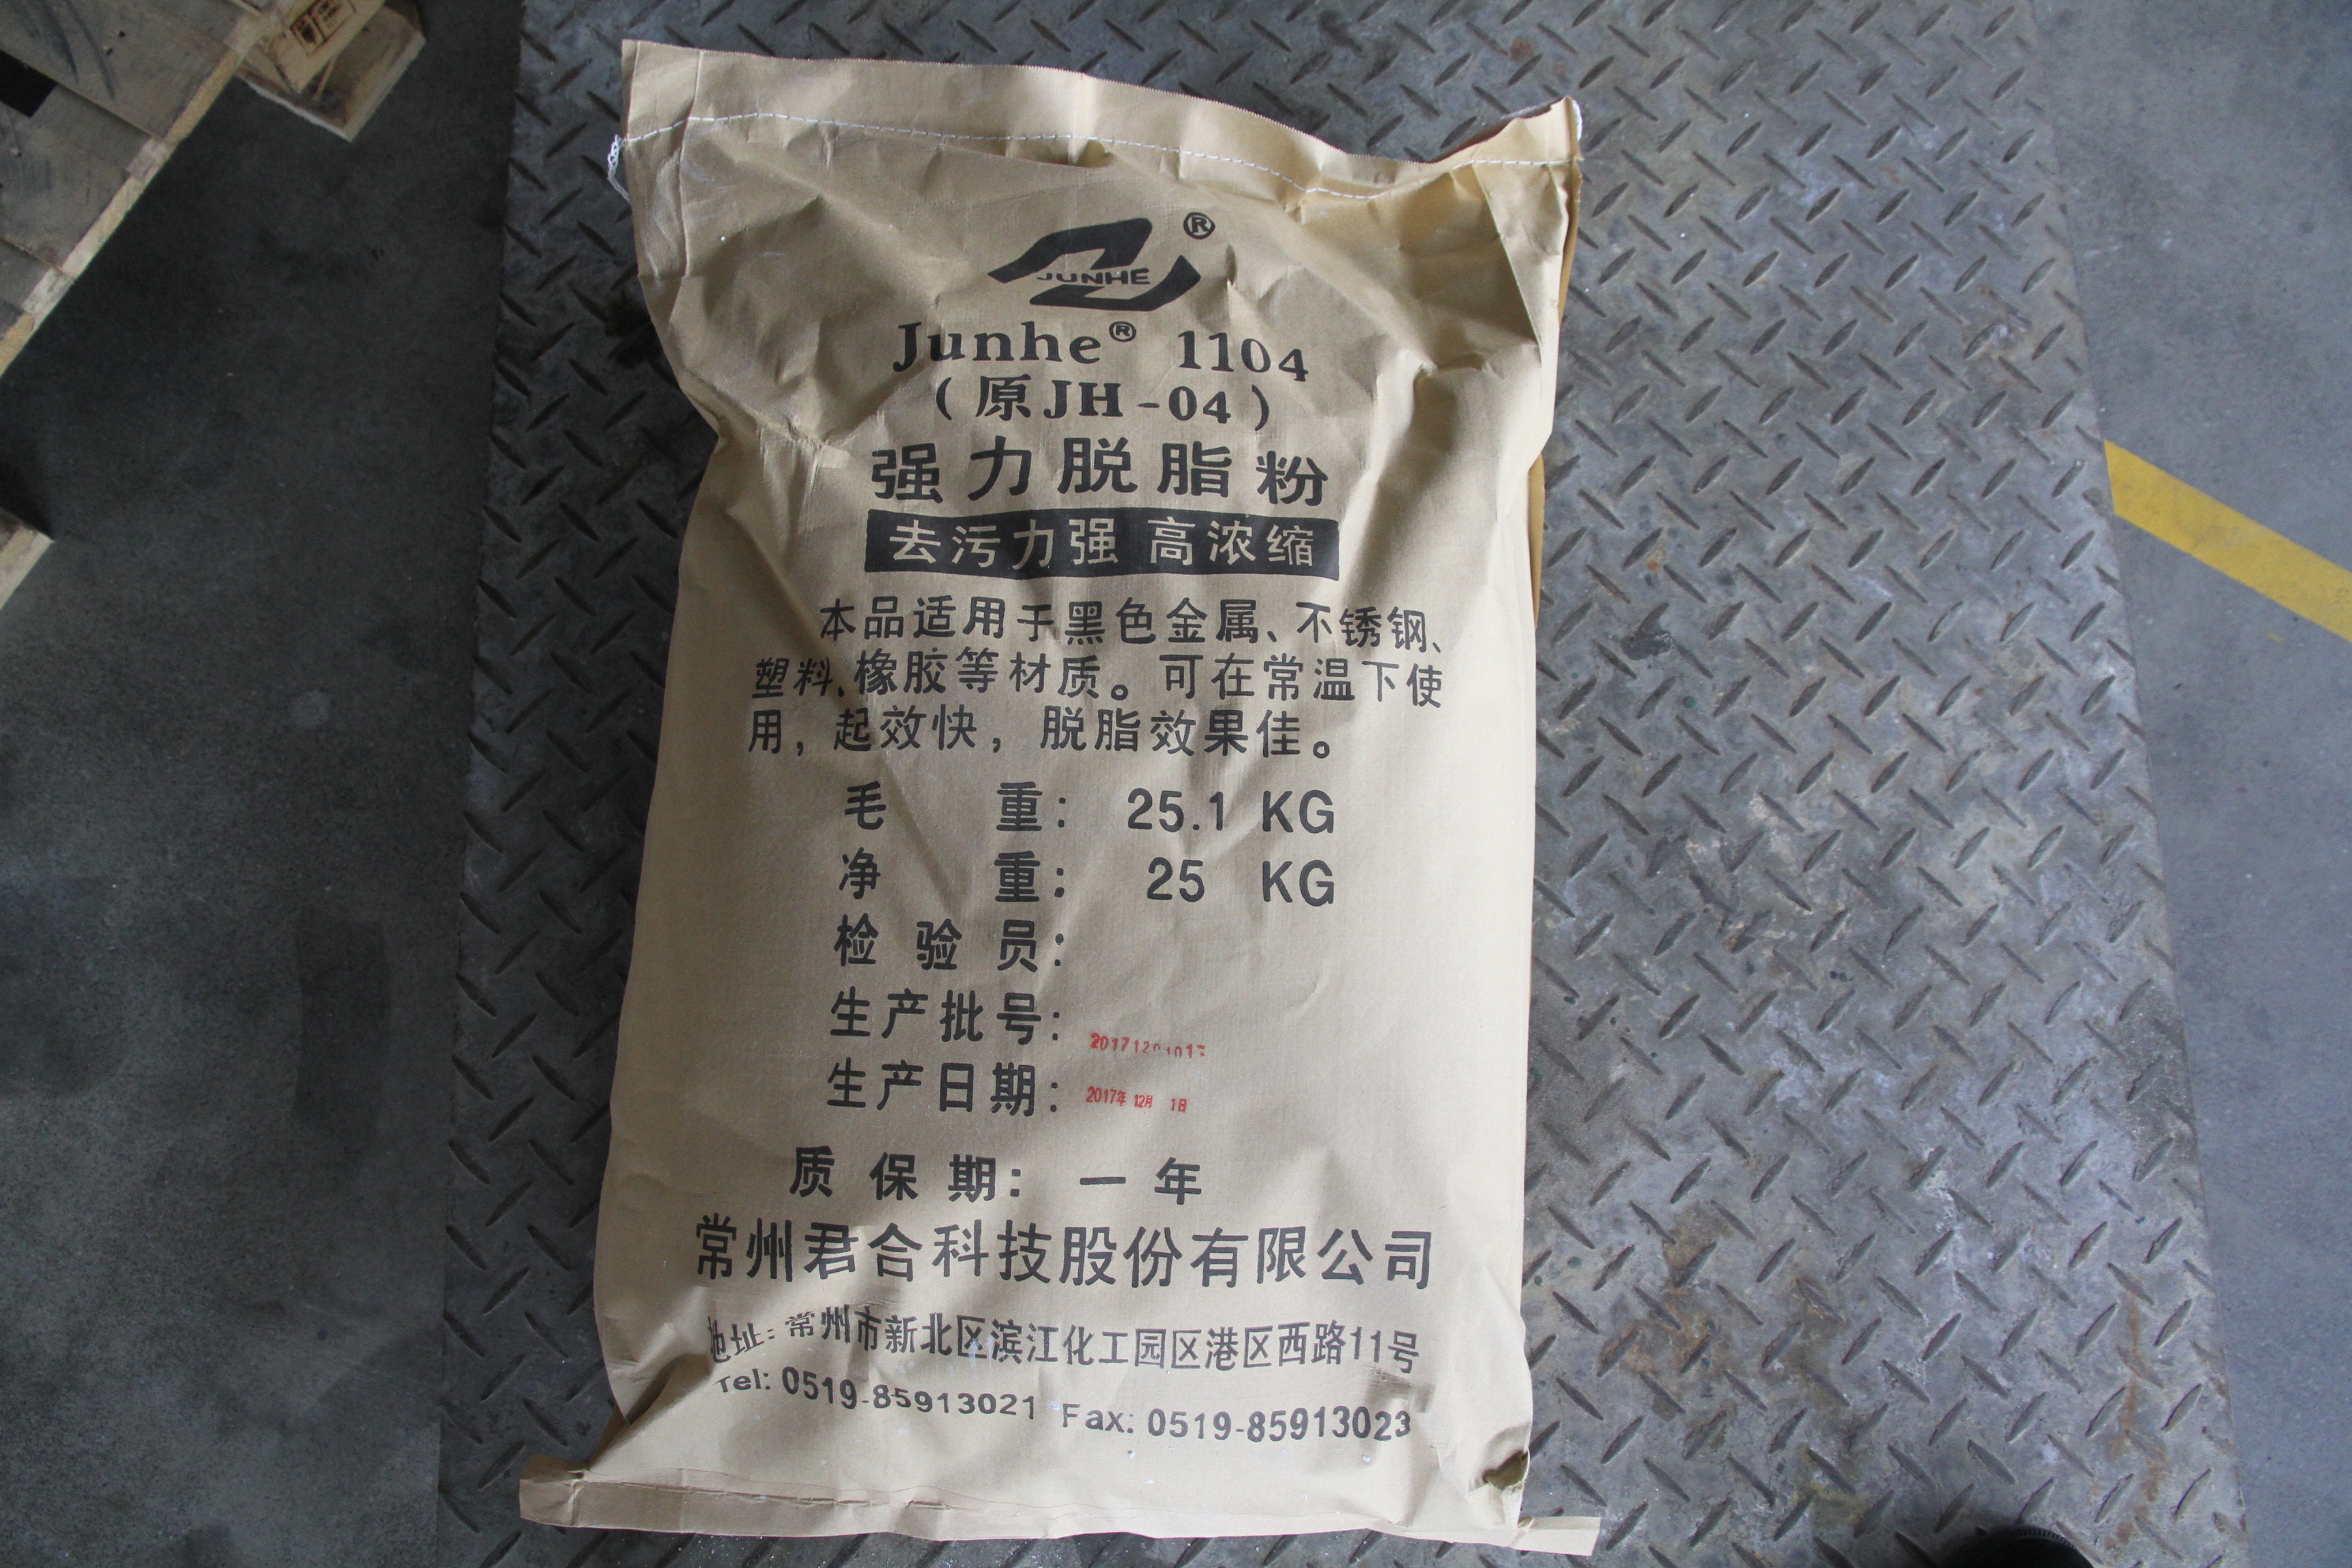 JUNHE ®
Junhe® 1104
(原JH-04)
强力脱脂粉
去污力强 高浓缩
本品适用于黑色金属、不锈钢、
塑料、橡胶等材质。可在常温下使
用，起效快，脱脂效果佳。
毛 重: 25.1 KG
净 重: 25 KG
检 验 员:
生产批号:
生产日期: 2017年 12月 1日
质 保 期: 一 年
常州君合科技股份有限公司
地址:常州市新北区滨江化工园区港区西路11号
Tel: 0519-85913021 Fax: 0519-85913023